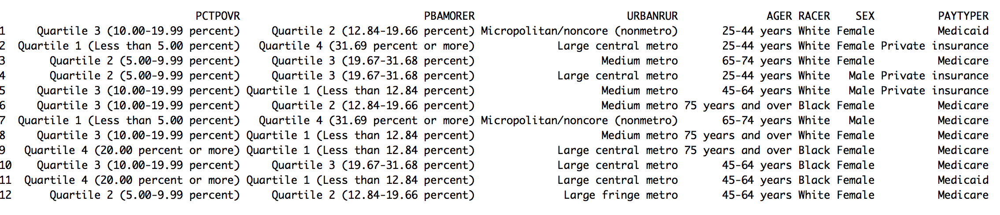 PCTPOVR PBAMORER URBANRUR AGER RACER SEX PAYTYPER
1 Quartile 3 (10.00-19.99 percent) Quartile 2 (12.84-19.66 percent) Micropolitan/noncore (nonmetro) 25-44 years White Female Medicaid
2 Quartile 1 (Less than 5.00 percent) Quartile 4 (31.69 percent or more) Large central metro 25-44 years White Female Private insurance
3 Quartile 2 (5.00-9.99 percent) Quartile 3 (19.67-31.68 percent) Medium metro 65-74 years White Female Medicare
4 Quartile 2 (5.00-9.99 percent) Quartile 3 (19.67-31.68 percent) Large central metro 25-44 years White Male Private insurance
5 Quartile 3 (10.00-19.99 percent) Quartile 1 (Less than 12.84 percent) Medium metro 45-64 years White Male Private insurance
6 Quartile 3 (10.00-19.99 percent) Quartile 2 (12.84-19.66 percent) Medium metro 75 years and over Black Female Medicare
7 Quartile 1 (Less than 5.00 percent) Quartile 4 (31.69 percent or more) Micropolitan/noncore (nonmetro) 65-74 years White Male Medicare
8 Quartile 3 (10.00-19.99 percent) Quartile 1 (Less than 12.84 percent) Medium metro 75 years and over White Female Medicare
9 Quartile 4 (20.00 percent or more) Quartile 1 (Less than 12.84 percent) Large central metro 75 years and over Black Female Medicare
10 Quartile 3 (10.00-19.99 percent) Quartile 3 (19.67-31.68 percent) Large central metro 45-64 years Black Female Medicare
11 Quartile 4 (20.00 percent or more) Quartile 1 (Less than 12.84 percent) Large central metro 45-64 years Black Female Medicaid
12 Quartile 2 (5.00-9.99 percent) Quartile 2 (12.84-19.66 percent) Large fringe metro 45-64 years White Female Medicare